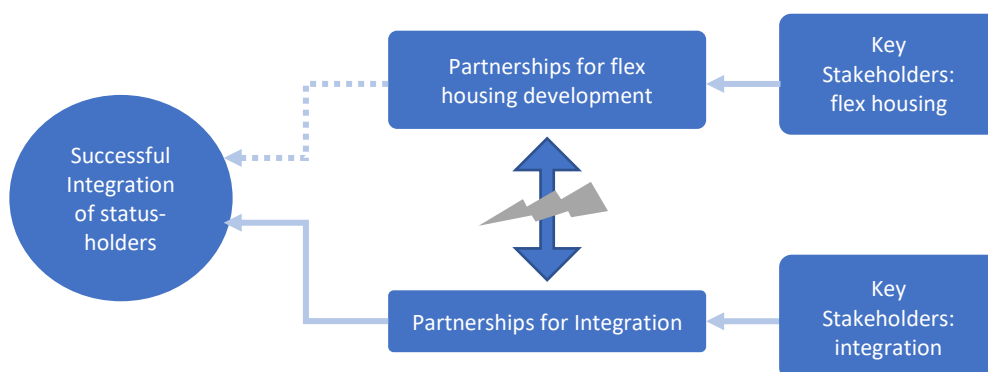 Successful
Integration
of status-
holders
Partnerships for flex
housing development
Key
Stakeholders:
flex housing
Partnerships for Integration
Key
Stakeholders:
integration